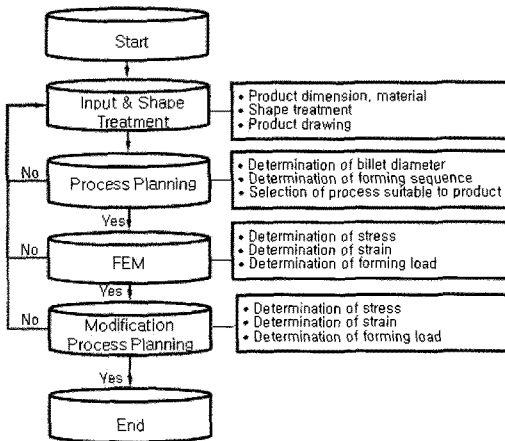 Start
Input & Shape
Treatment
• Product dimension, material
• Shape treatment
• Product drawing
No
Process Planning
• Determination of billet diameter
• Determination of forming sequence
• Selection of process suitable to product
Yes
No
FEM
• Determination of stress
• Determination of strain
• Determination of forming load
Yes
No
Modification
Process Planning
• Determination of stress
• Determination of strain
• Determination of forming load
Yes
End